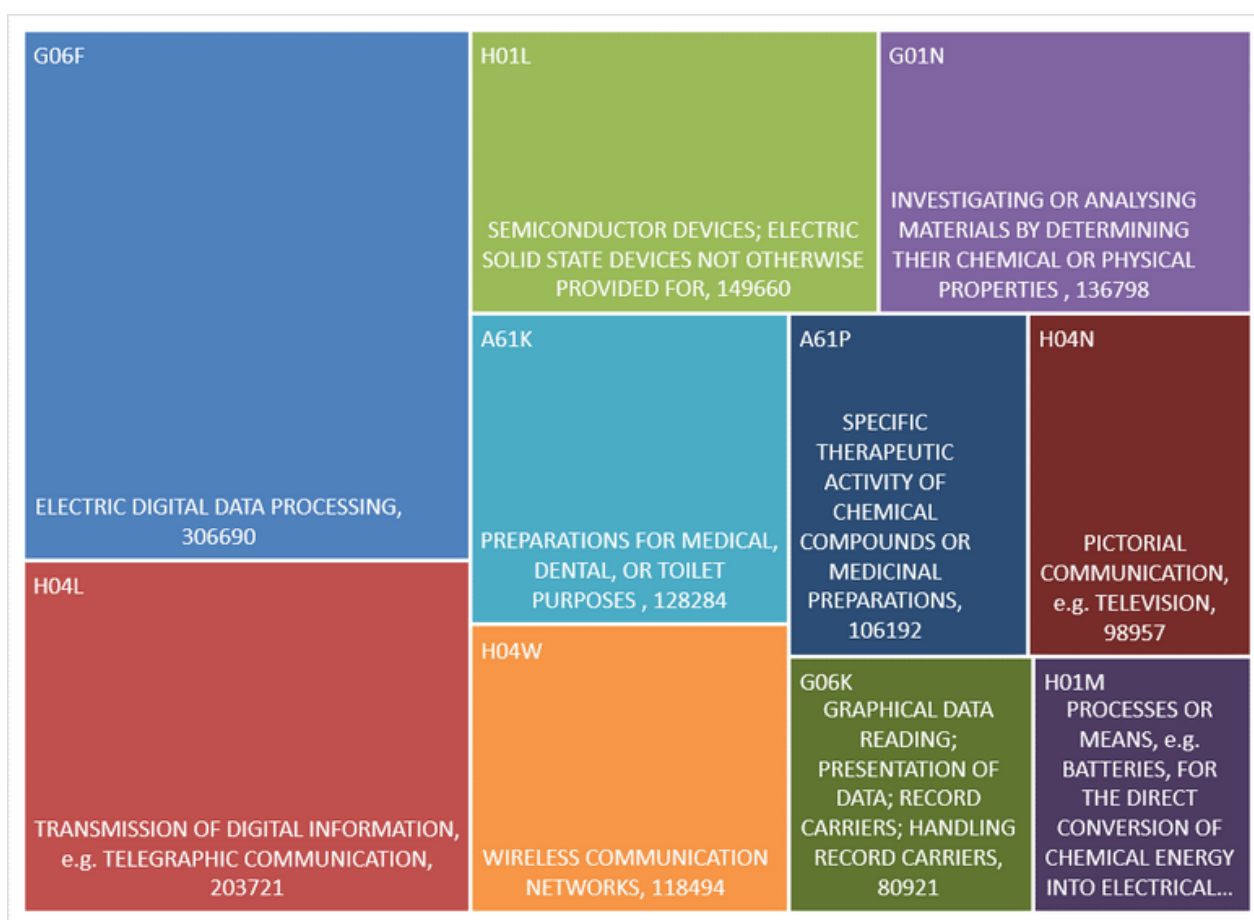 G06F
ELECTRIC DIGITAL DATA PROCESSING,
306690
H04L
TRANSMISSION OF DIGITAL INFORMATION,
e.g. TELEGRAPHIC COMMUNICATION,
203721
H01L
SEMICONDUCTOR DEVICES; ELECTRIC
SOLID STATE DEVICES NOT OTHERWISE
PROVIDED FOR, 149660
G01N
INVESTIGATING OR ANALYSING
MATERIALS BY DETERMINING
THEIR CHEMICAL OR PHYSICAL
PROPERTIES , 136798
A61K
PREPARATIONS FOR MEDICAL,
DENTAL, OR TOILET
PURPOSES , 128284
H04W
WIRELESS COMMUNICATION
NETWORKS, 118494
A61P
SPECIFIC
THERAPEUTIC
ACTIVITY OF
CHEMICAL
COMPOUNDS OR
MEDICINAL
PREPARATIONS,
106192
H04N
PICTORIAL
COMMUNICATION,
e.g. TELEVISION,
98957
G06K
GRAPHICAL DATA
READING;
PRESENTATION OF
DATA; RECORD
CARRIERS; HANDLING
RECORD CARRIERS,
80921
H01M
PROCESSES OR
MEANS, e.g.
BATTERIES, FOR
THE DIRECT
CONVERSION OF
CHEMICAL ENERGY
INTO ELECTRICAL...